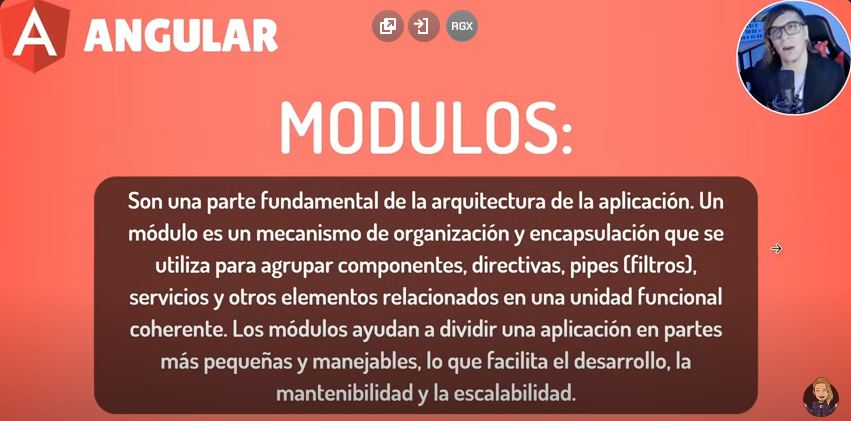 A ANGULAR
RGX
MODULOS:
Son una parte fundamental de la arquitectura de la aplicación. Un
módulo es un mecanismo de organización y encapsulación que se
utiliza para agrupar componentes, directivas, pipes (filtros),
servicios y otros elementos relacionados en una unidad funcional
coherente. Los módulos ayudan a dividir una aplicación en partes
más pequeñas y manejables, lo que facilita el desarrollo, la
mantenibilidad y la escalabilidad.